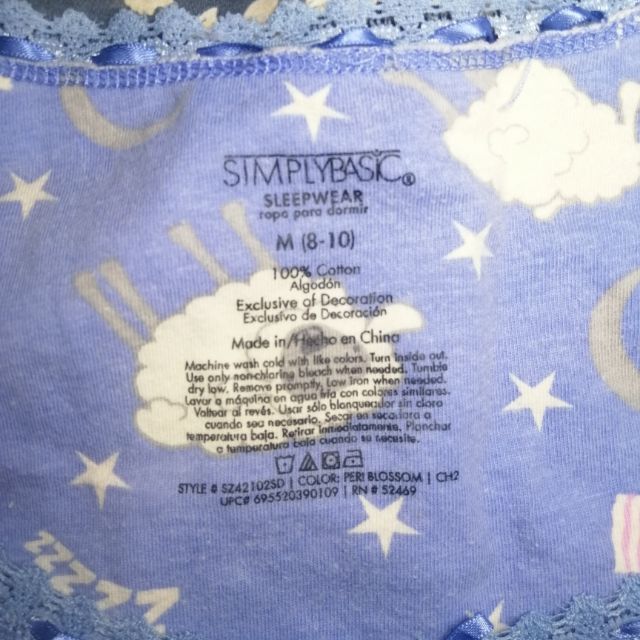 SIMPLYBASIC®
SLEEPWEAR
ropa para dormir
M (8-10)
100% Cotton
Algodón
Exclusive of Decoration
Exclusivo de Decoración
Made in/Hecho en China
Machine wash cold with like colors. Turn inside out.
Use only nonchlorine bleach when needed. Tumble
dry low. Remove promptly. Low iron when needed.
Lavar a máquina en agua fría con colores similares.
Voltear al revés. Usar sólo blanqueador sin cloro
cuando sea necesario. Secar en secadora a
temperatura baja. Retirar inmediatamente. Planchar
a temperatura baja cuando se necesite.
STYLE # SZ42102SD | COLOR: PERI BLOSSOM | CH2
UPC# 695520390109 | RN # 52469
ZZZZZ